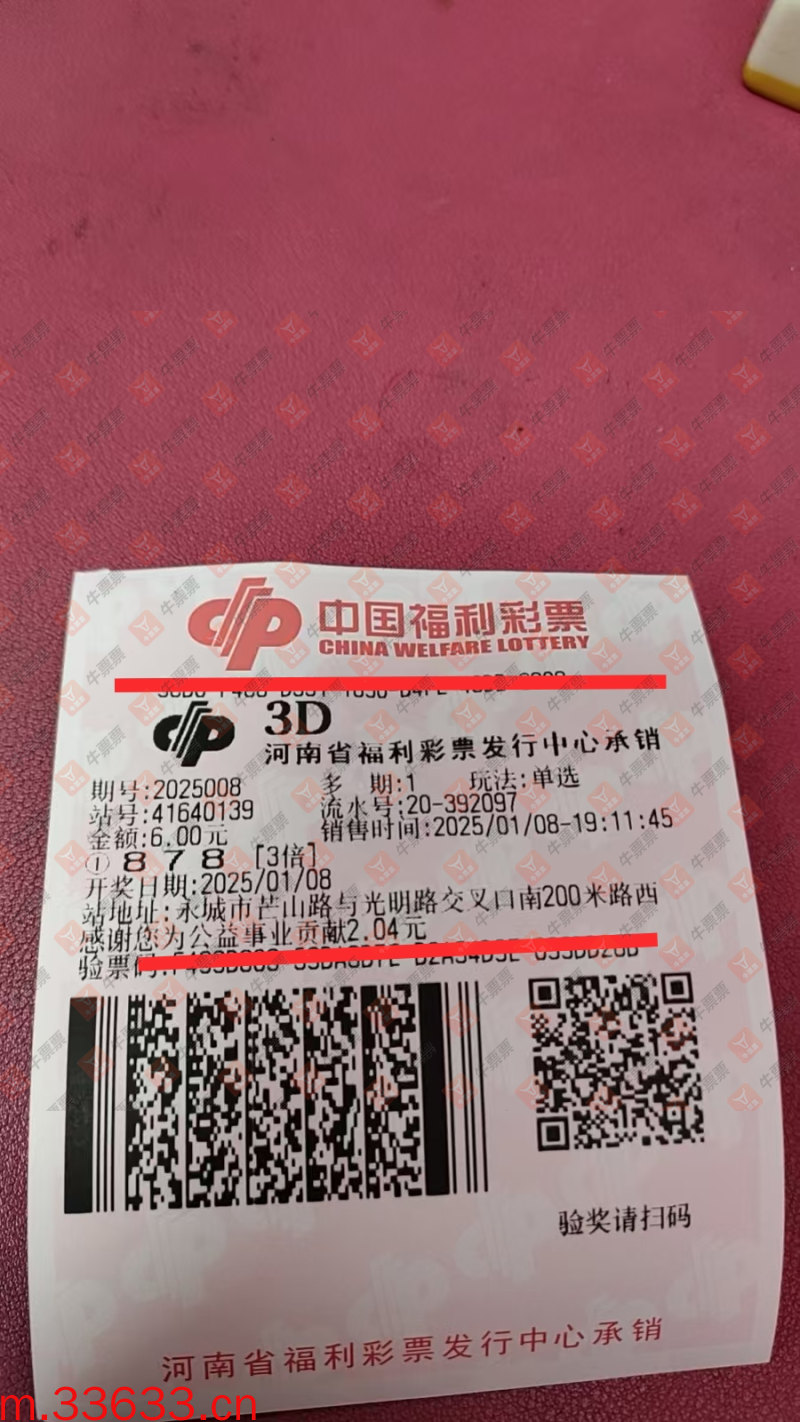 中国福利彩票
CHINA WELFARE LOTTERY
3D
河南省福利彩票发行中心承销
期号:2025008 多 期:1 玩法:单选
站号:41640139 流水号:20-392097
金额:6.00元 销售时间:2025/01/08-19:11:45
① 8 7 8 [3倍]
开奖日期:2025/01/08
站地址:永城市芒山路与光明路交叉口南200米路西
感谢您为公益事业贡献2.04元
验票
验奖请扫码
河南省福利彩票发行中心承销
m.33633.cn
牛票票